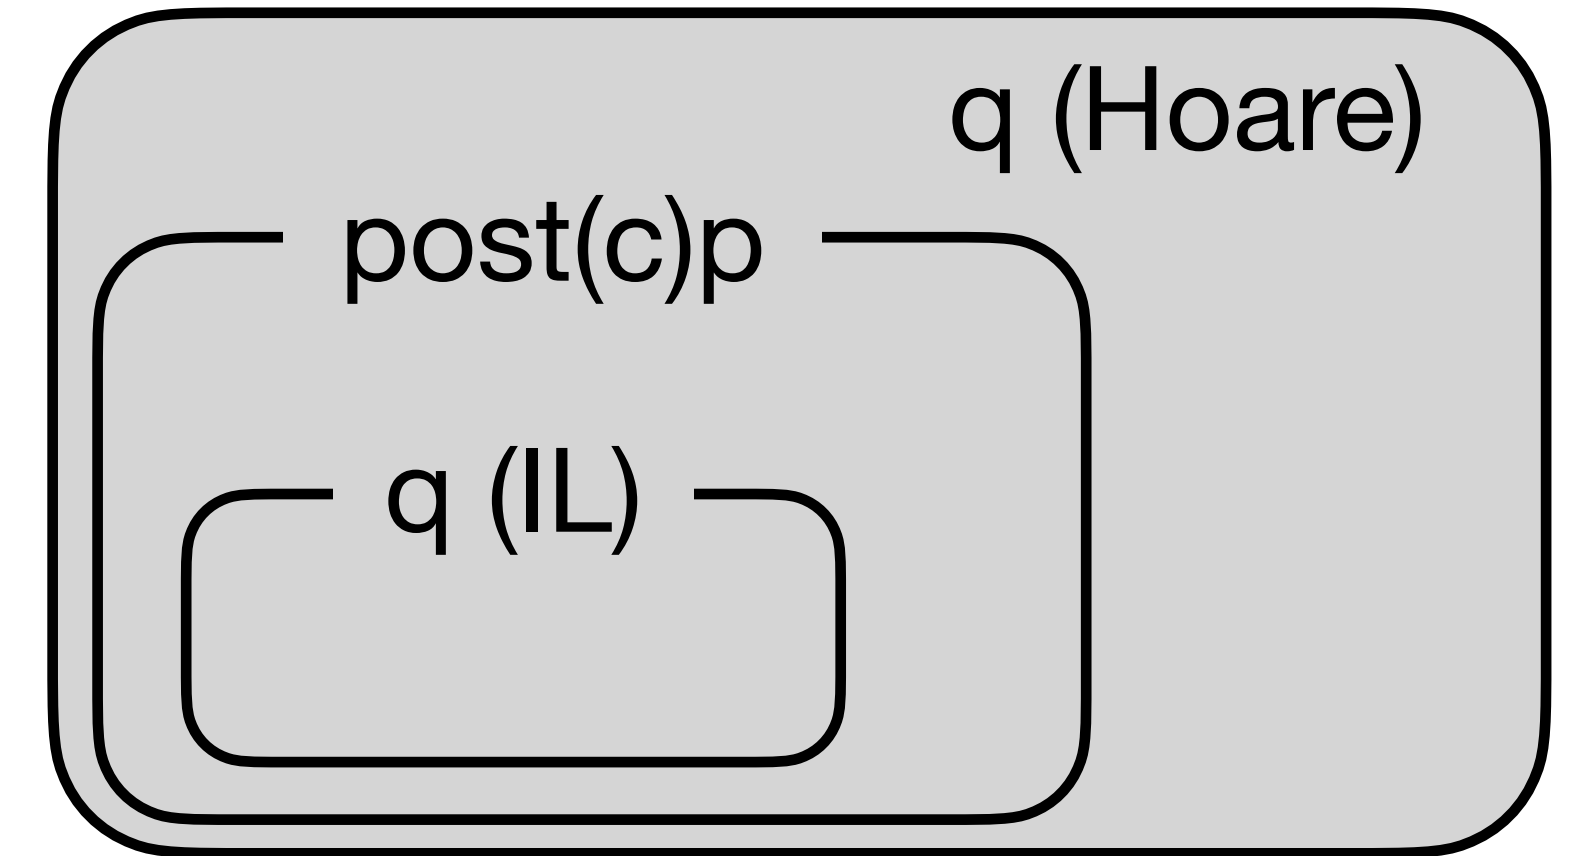 q (Hoare)
post(c)p
q (IL)